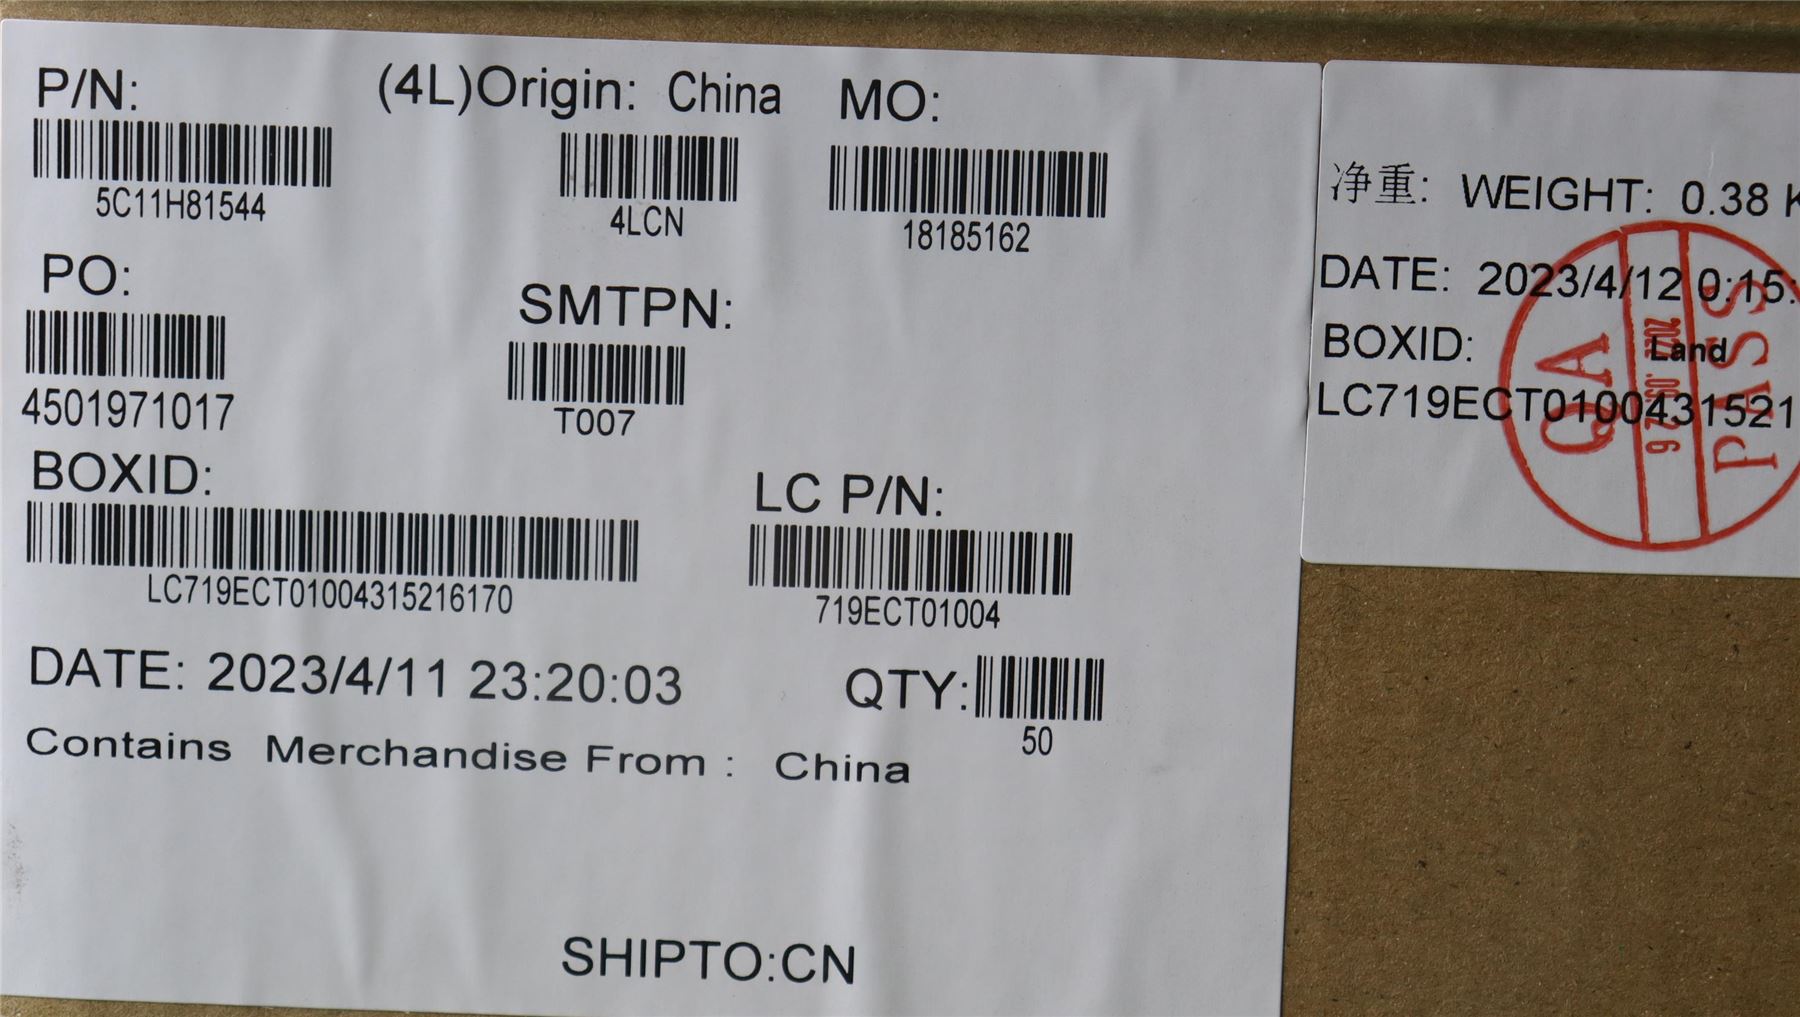 P/N: (4L)Origin: China MO:
5C11H81544 4LCN 18185162
PO: SMTPN:
4501971017 T007
BOXID: LC P/N:
LC719ECT01004315216170 719ECT01004
DATE: 2023/4/11 23:20:03 QTY:
50
Contains Merchandise From : China
SHIPTO:CN
净重: WEIGHT: 0.38
DATE: 2023/4/12 0:15:
BOXID: Land
LC719ECT0100431521
QA
PASS